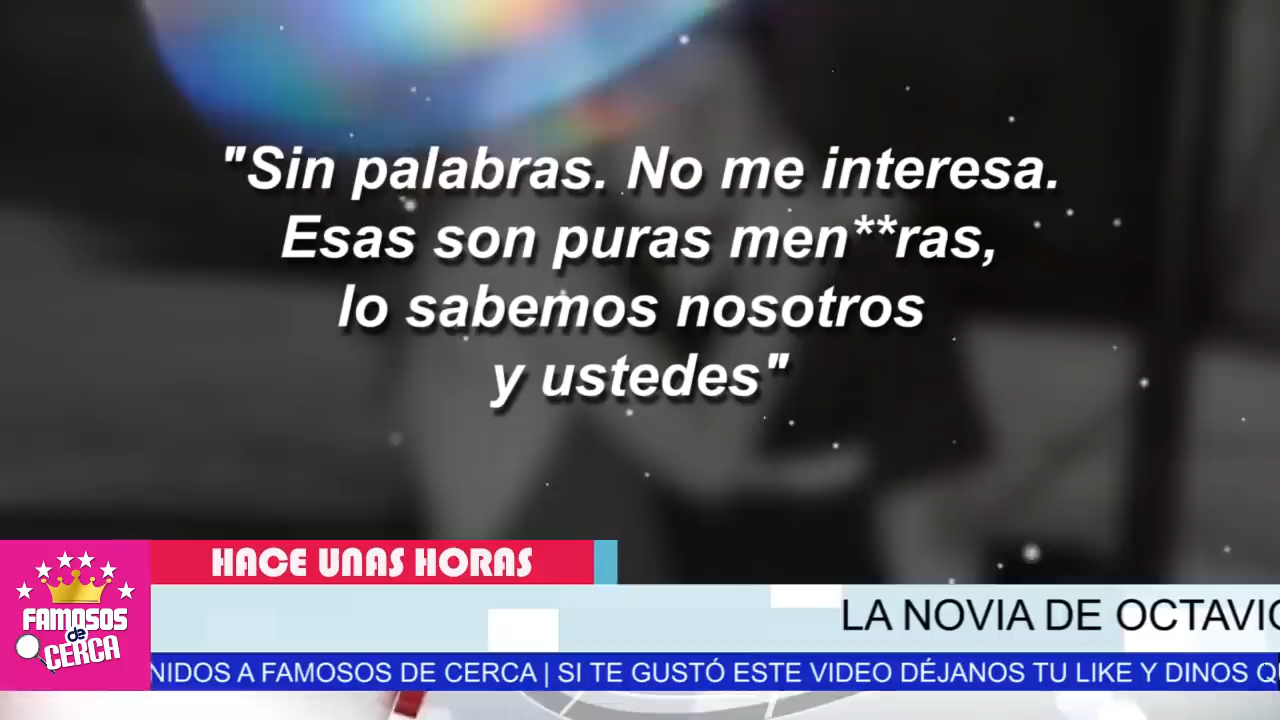 "Sin palabras. No me interesa.
Esas son puras men**ras,
lo sabemos nosotros
y ustedes"
HACE UNAS HORAS
FAMOSOS
de
CERCA
LA NOVIA DE OCTAVIO
NIDOS A FAMOSOS DE CERCA | SI TE GUSTÓ ESTE VIDEO DÉJANOS TU LIKE Y DINOS Q